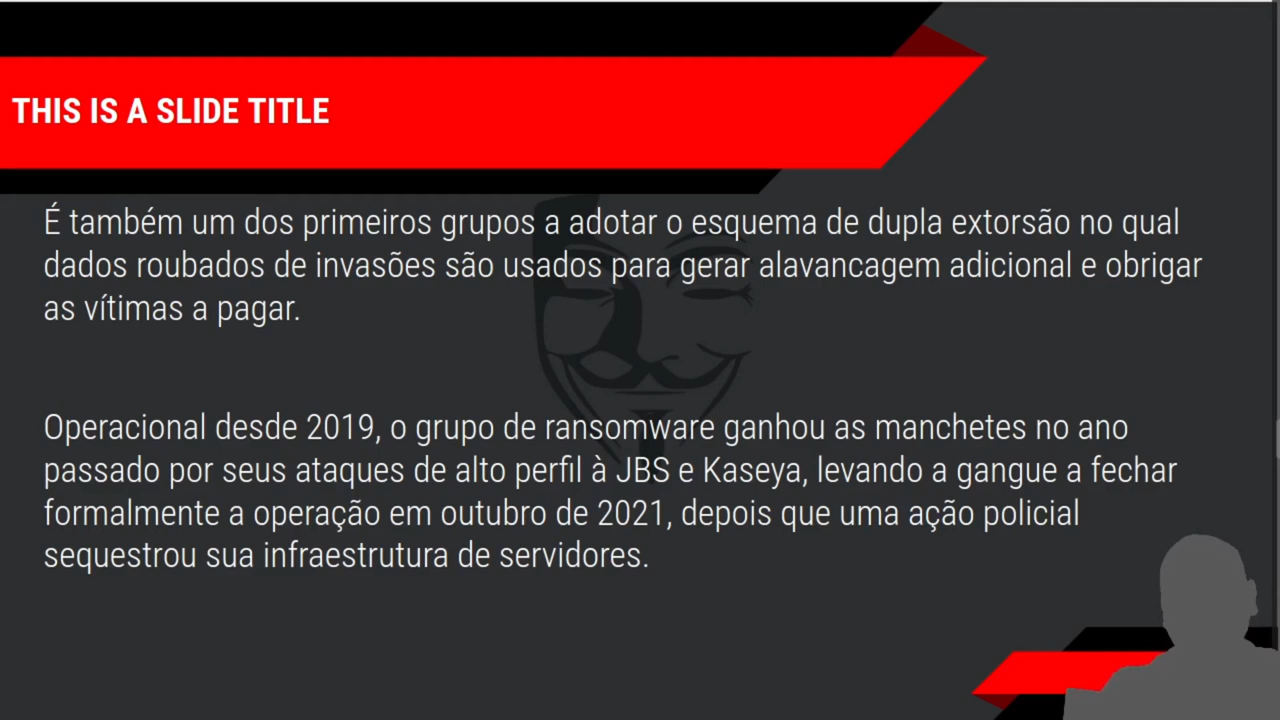 THIS IS A SLIDE TITLE
É também um dos primeiros grupos a adotar o esquema de dupla extorsão no qual
dados roubados de invasões são usados para gerar alavancagem adicional e obrigar
as vítimas a pagar.
Operacional desde 2019, o grupo de ransomware ganhou as manchetes no ano
passado por seus ataques de alto perfil à JBS e Kaseya, levando a gangue a fechar
formalmente a operação em outubro de 2021, depois que uma ação policial
sequestrou sua infraestrutura de servidores.